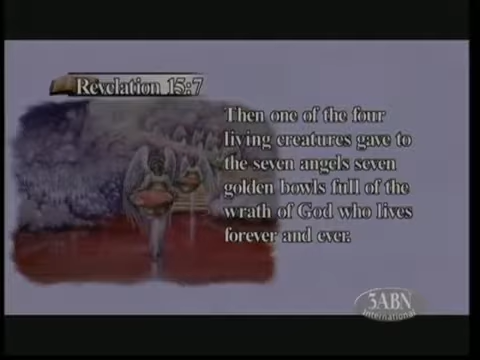 Revelation 15:7
Then one of the four
living creatures gave to
the seven angels seven
golden bowls full of the
wrath of God who lives
forever and ever.
3ABN
International